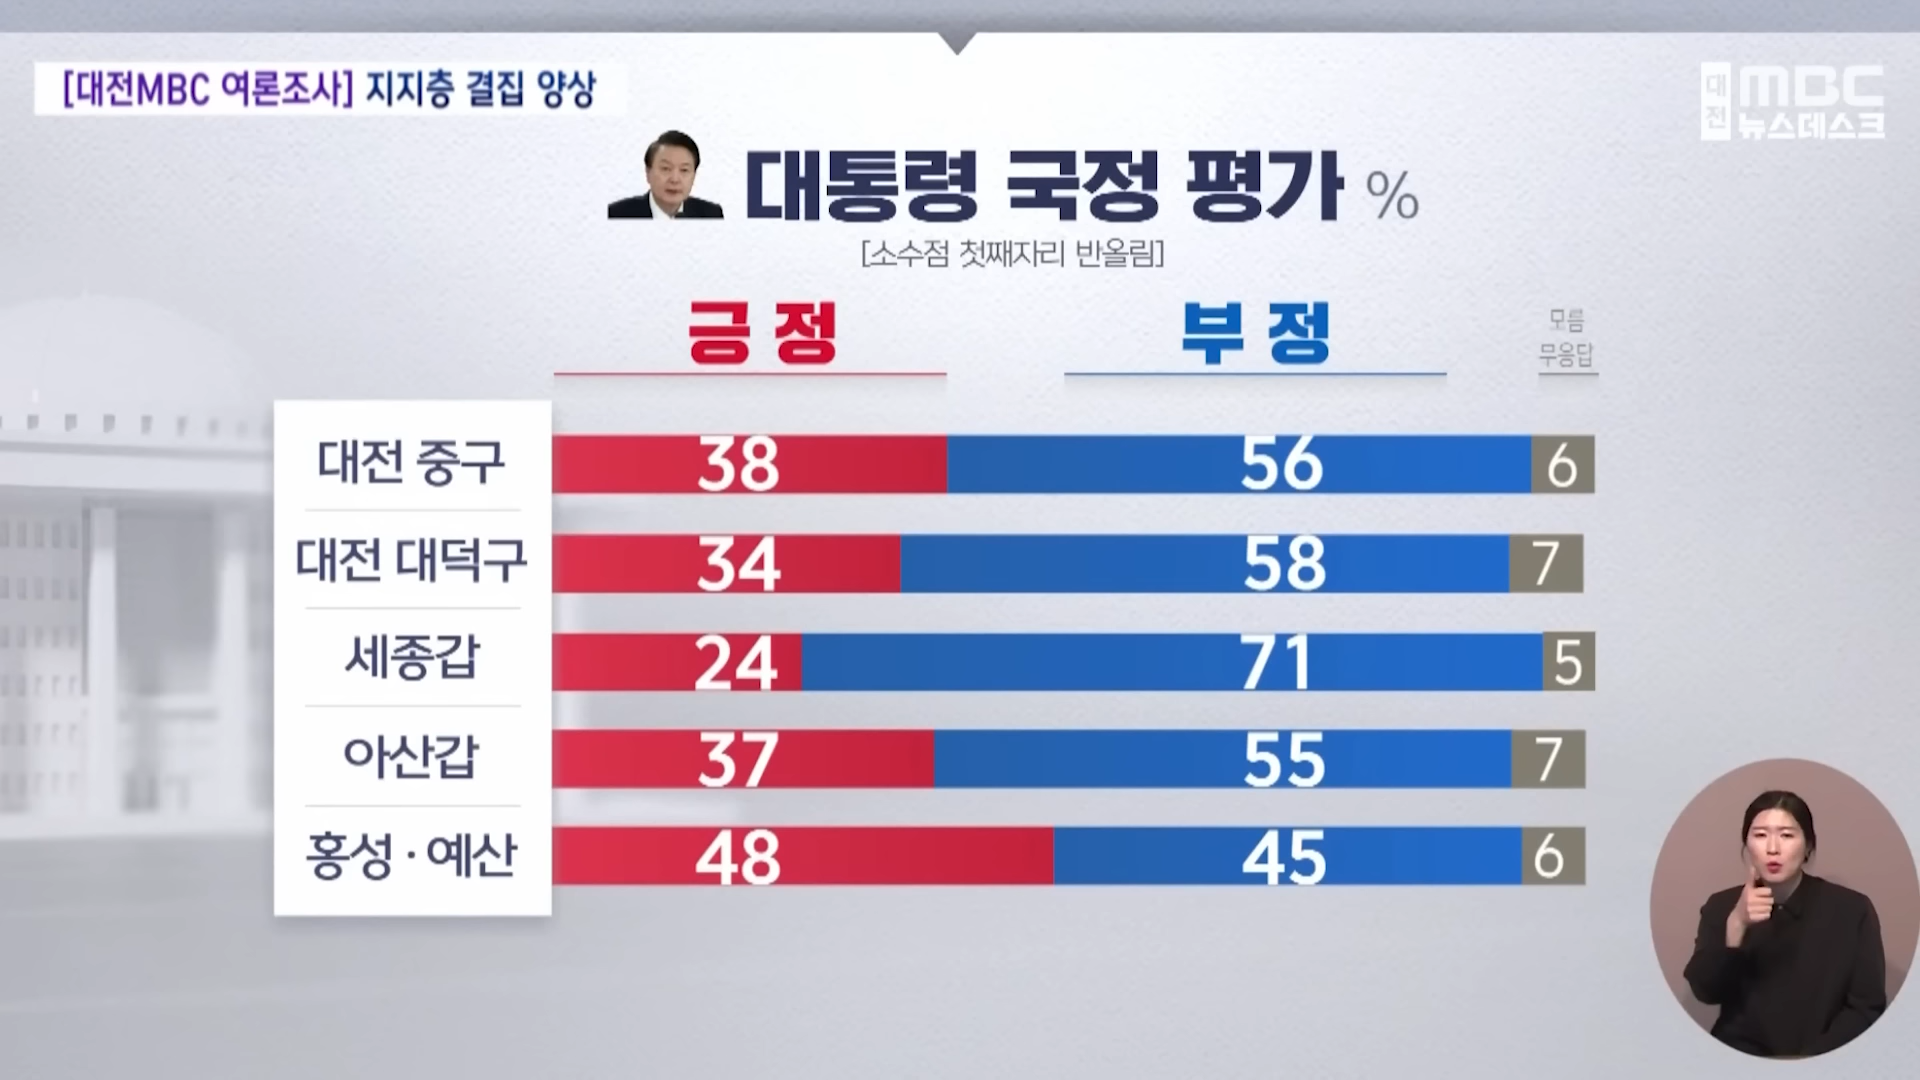 [대전MBC 여론조사] 지지층 결집 양상
대전 MBC
뉴스데스크
대통령 국정 평가 %
[소수점 첫째자리 반올림]
긍정 부정 모름
무응답
대전 중구 38 56 6
대전 대덕구 34 58 7
세종갑 24 71 5
아산갑 37 55 7
홍성·예산 48 45 6